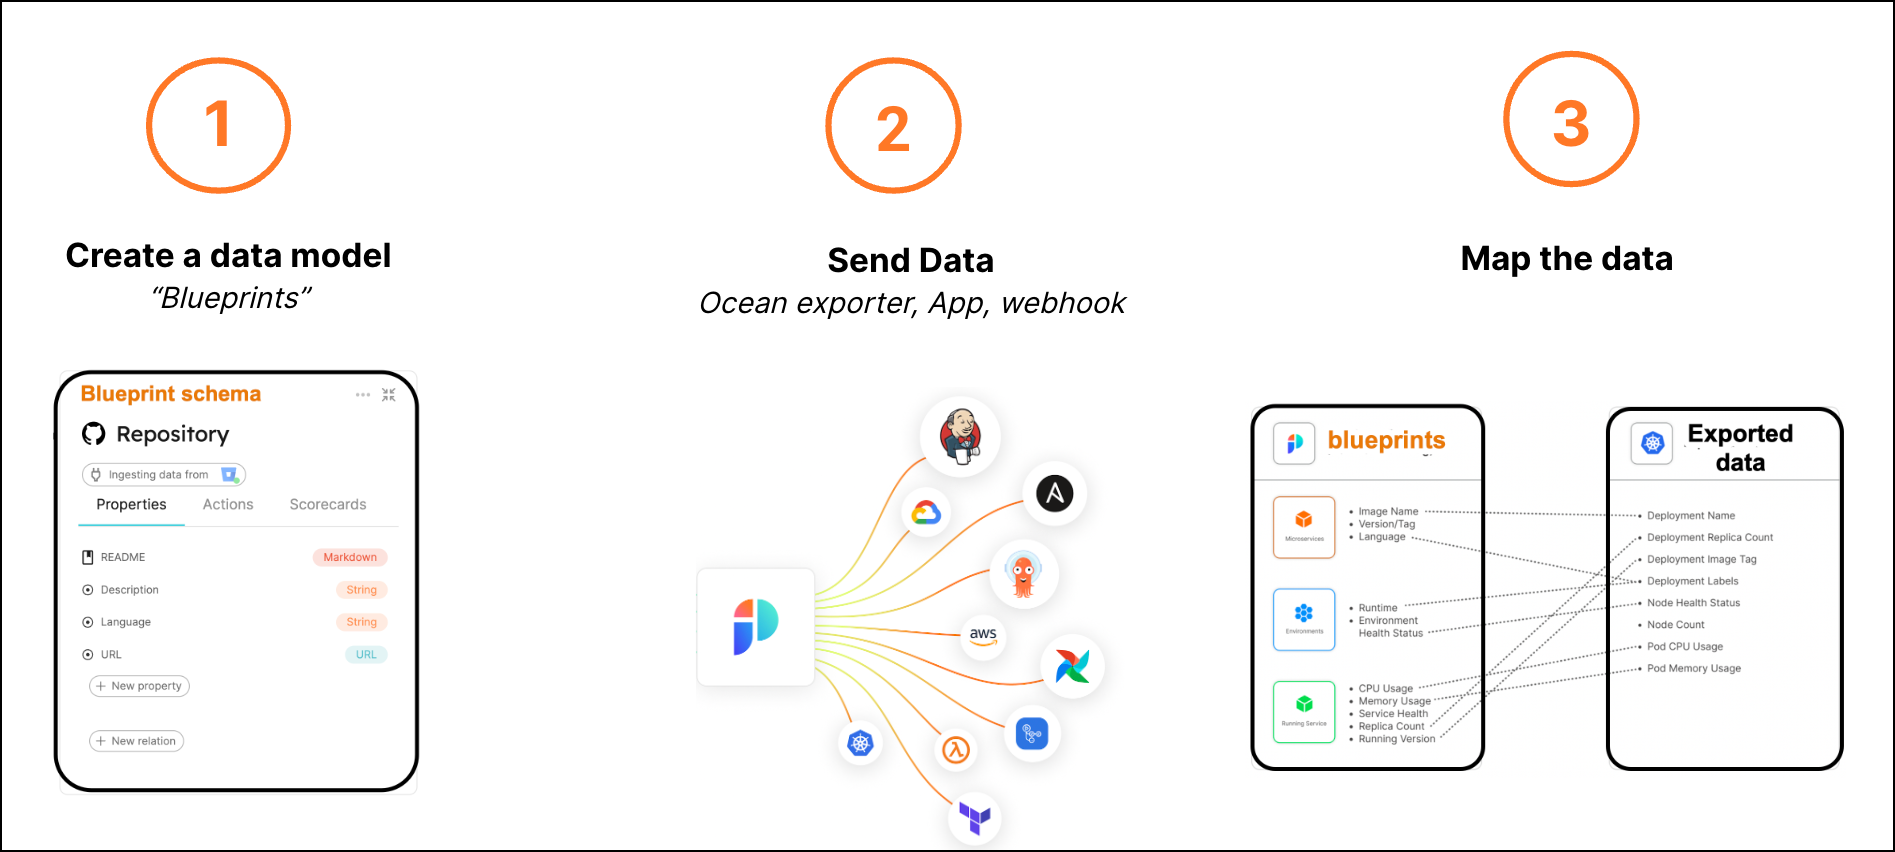 1
Create a data model
“Blueprints”
Blueprint schema
Repository
Ingesting data from
Properties Actions Scorecards
README Markdown
Description String
Language String
URL URL
+ New property
+ New relation
2
Send Data
Ocean exporter, App, webhook
aws
3
Map the data
blueprints
Microservices
• Image Name
• Version/Tag
• Language
Environments
• Runtime
• Environment
Health Status
Running Service
• CPU Usage
• Memory Usage
• Service Health
• Replica Count
• Running Version
Exported
data
• Deployment Name
• Deployment Replica Count
• Deployment Image Tag
• Deployment Labels
• Node Health Status
• Node Count
• Pod CPU Usage
• Pod Memory Usage